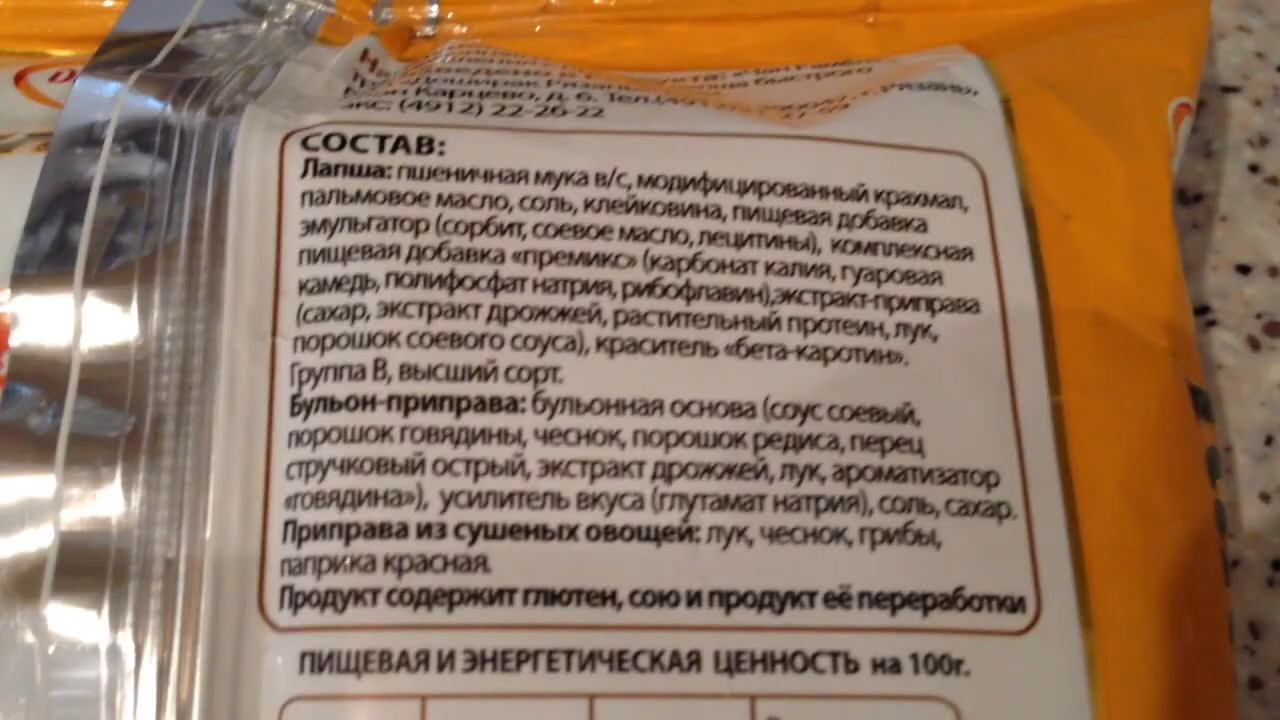 СОСТАВ:
Лапша: пшеничная мука в/с, модифицированный крахмал,
пальмовое масло, соль, клейковина, пищевая добавка
эмульгатор (сорбит, соевое масло, лецитины), комплексная
пищевая добавка «премикс» (карбонат калия, гуаровая
камедь, полифосфат натрия, рибофлавин),экстракт-приправа
(сахар, экстракт дрожжей, растительный протеин, лук,
порошок соевого соуса), краситель «бета-каротин».
Группа В, высший сорт.
Бульон-приправа: бульонная основа (соус соевый,
порошок говядины, чеснок, порошок редиса, перец
стручковый острый, экстракт дрожжей, лук, ароматизатор
«говядина»), усилитель вкуса (глутамат натрия), соль, сахар.
Приправа из сушеных овощей: лук, чеснок, грибы,
паприка красная.
Продукт содержит глютен, сою и продукт её переработки
ПИЩЕВАЯ И ЭНЕРГЕТИЧЕСКАЯ ЦЕННОСТЬ на 100г.